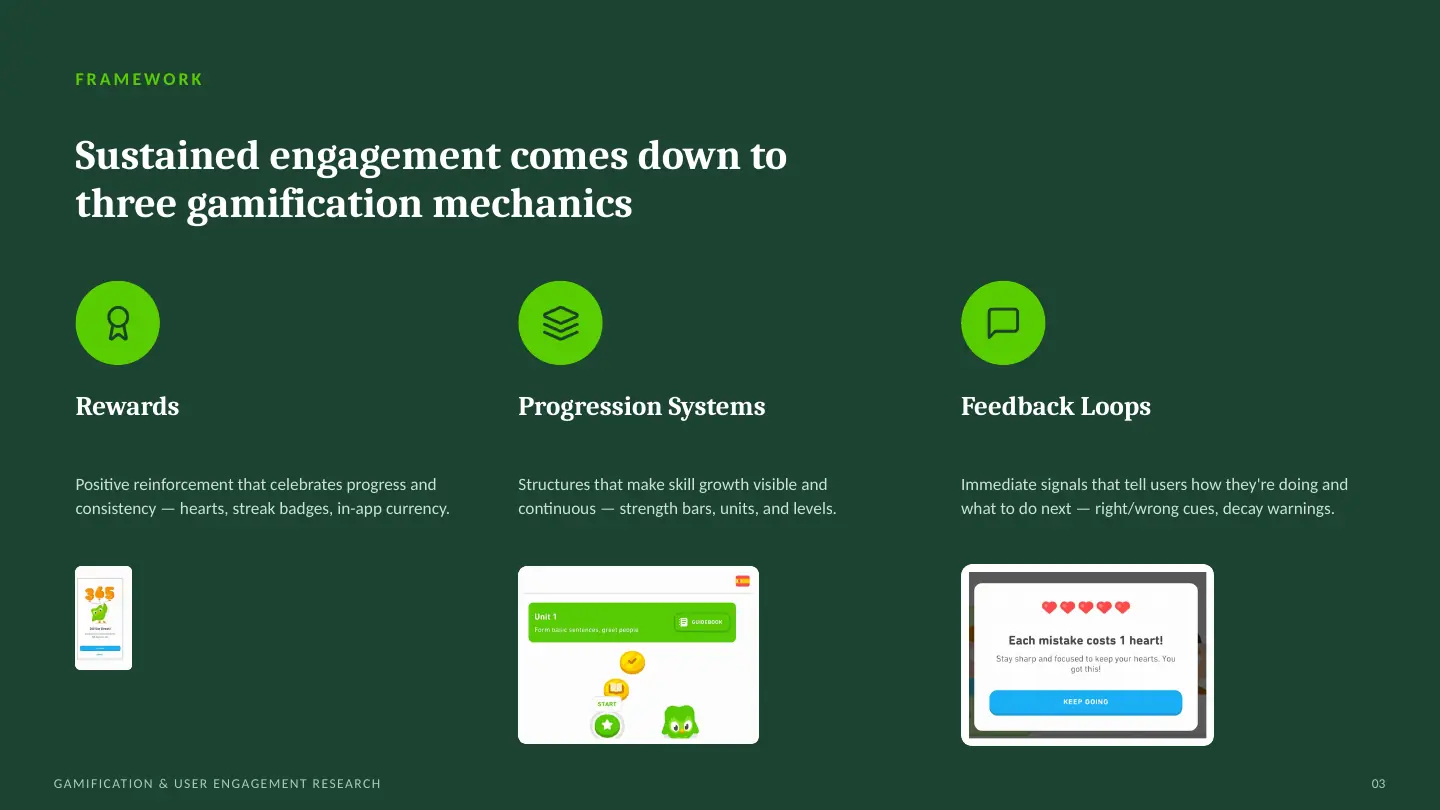 FRAMEWORK
Sustained engagement comes down to
three gamification mechanics
Rewards
Positive reinforcement that celebrates progress and
consistency — hearts, streak badges, in-app currency.
365
Progression Systems
Structures that make skill growth visible and
continuous — strength bars, units, and levels.
Unit 1
Form basic sentences, greet people
GUIDEBOOK
START
Feedback Loops
Immediate signals that tell users how they're doing and
what to do next — right/wrong cues, decay warnings.
Each mistake costs 1 heart!
Stay sharp and focused to keep your hearts. You
got this!
KEEP GOING
GAMIFICATION & USER ENGAGEMENT RESEARCH
03